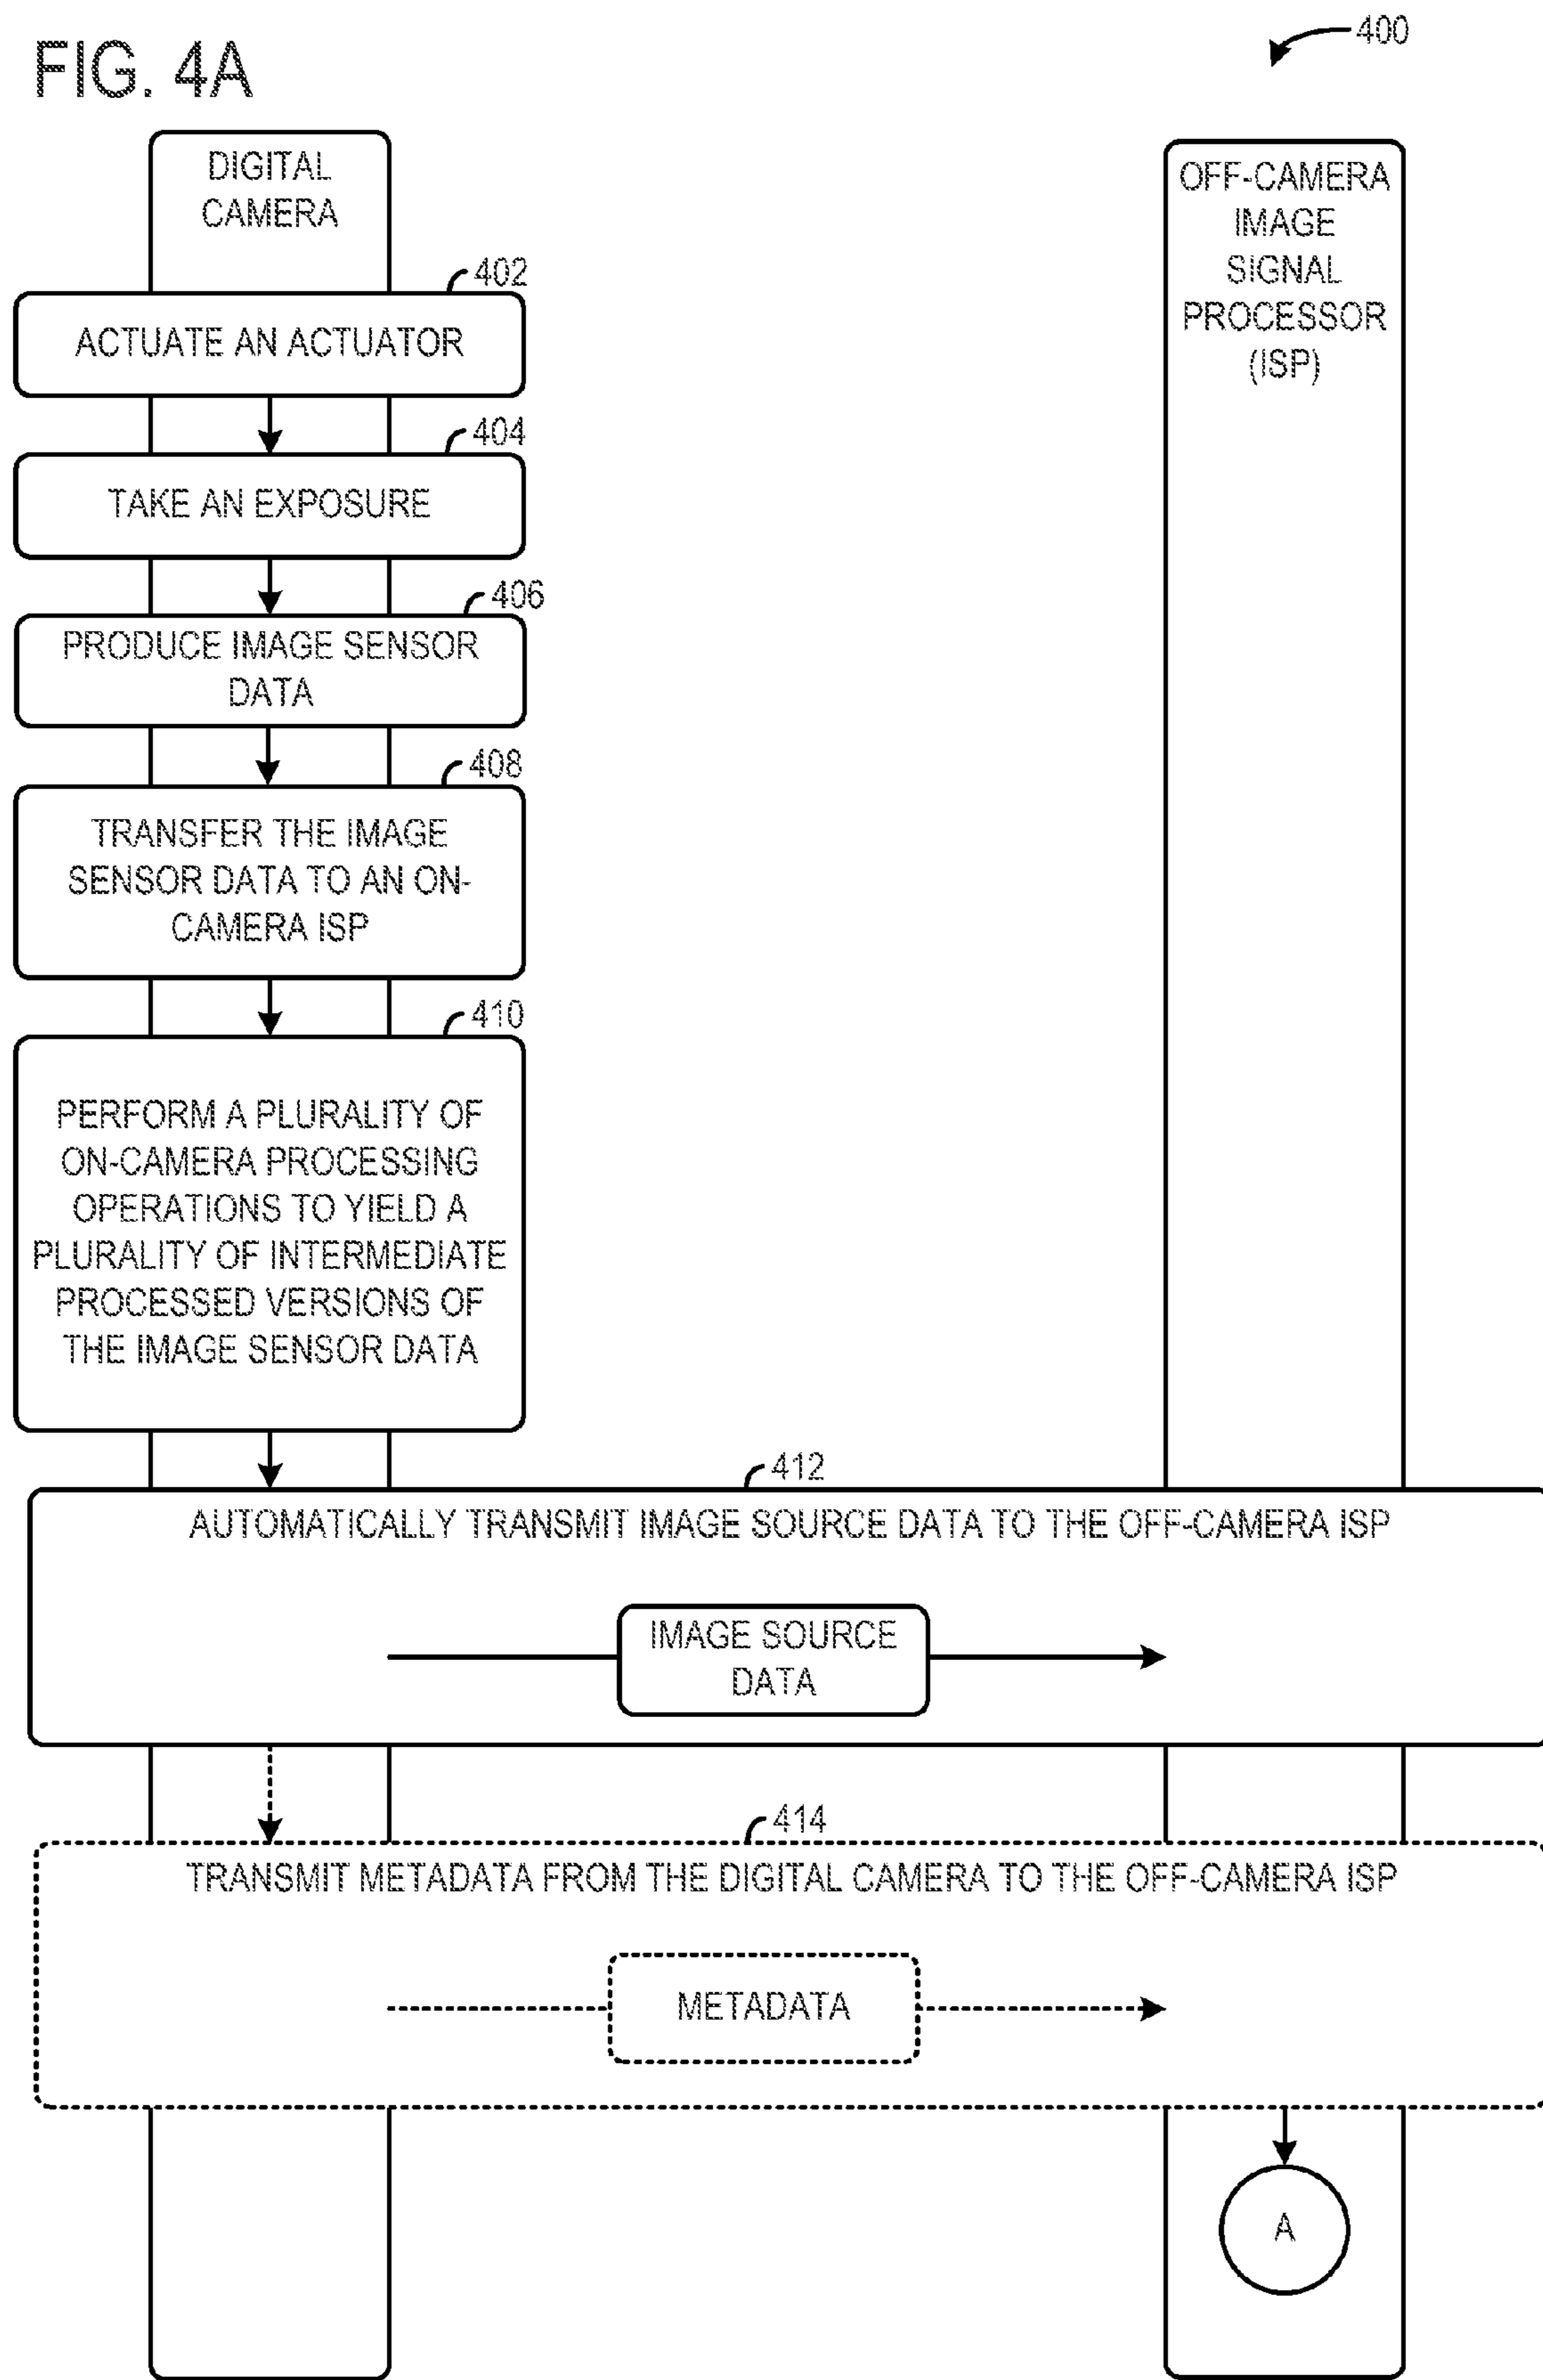 FIG. 4A
400
DIGITAL
CAMERA
OFF-CAMERA
IMAGE
SIGNAL
PROCESSOR
(ISP)
402
ACTUATE AN ACTUATOR
404
TAKE AN EXPOSURE
406
PRODUCE IMAGE SENSOR
DATA
408
TRANSFER THE IMAGE
SENSOR DATA TO AN ON-
CAMERA ISP
410
PERFORM A PLURALITY OF
ON-CAMERA PROCESSING
OPERATIONS TO YIELD A
PLURALITY OF INTERMEDIATE
PROCESSED VERSIONS OF
THE IMAGE SENSOR DATA
412
AUTOMATICALLY TRANSMIT IMAGE SOURCE DATA TO THE OFF-CAMERA ISP
IMAGE SOURCE
DATA
414
TRANSMIT METADATA FROM THE DIGITAL CAMERA TO THE OFF-CAMERA ISP
METADATA
A